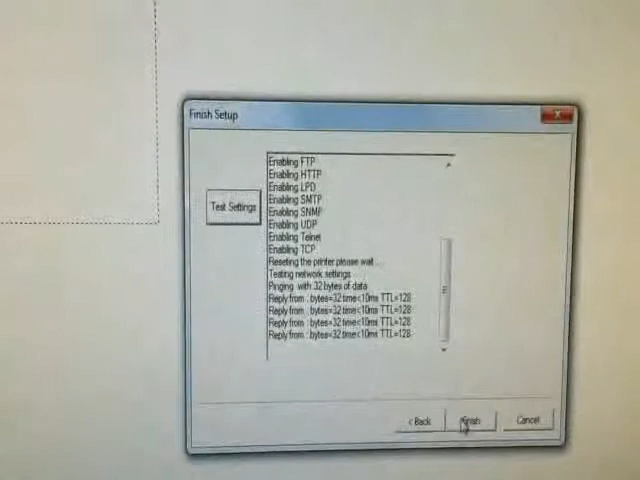 Finish Setup
Test Settings
Enabling FTP
Enabling HTTP
Enabling LPD
Enabling SMTP
Enabling SNMP
Enabling UDP
Enabling Telnet
Enabling TCP
Reseting the printer please wait ...
Testing network settings
Pinging with 32 bytes of data
Reply from : bytes=32 time<10ms TTL=128
Reply from : bytes=32 time<10ms TTL=128
Reply from : bytes=32 time<10ms TTL=128
Reply from : bytes=32 time<10ms TTL=128
< Back
Finish
Cancel